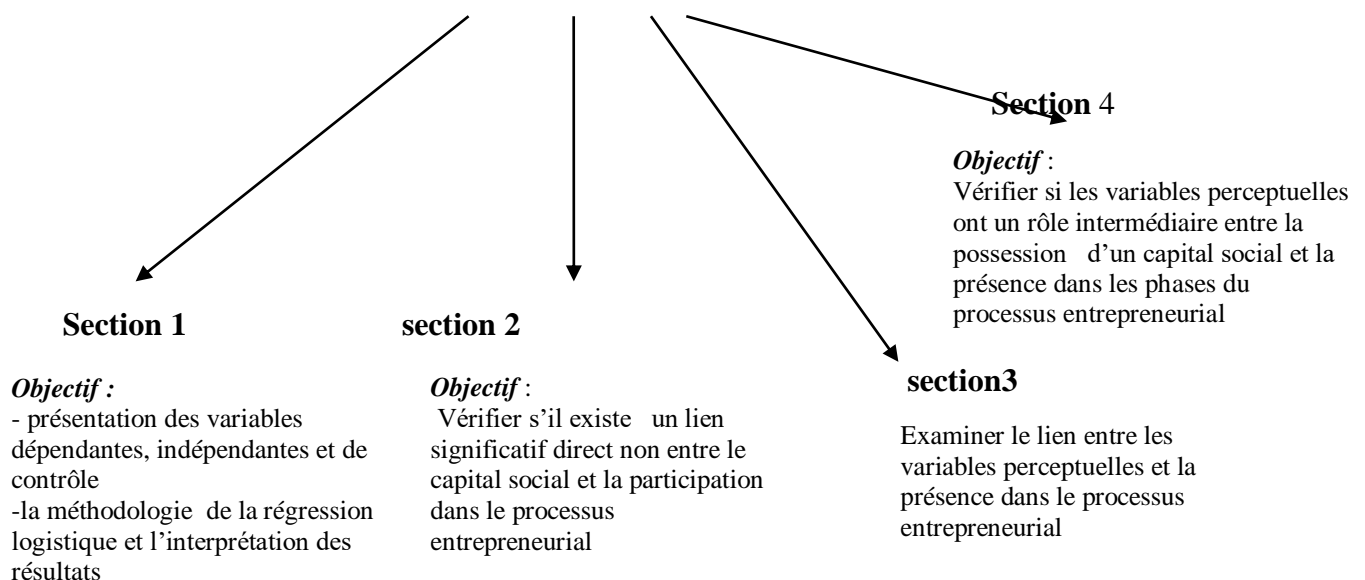 Section 1
Objectif :
- présentation des variables
dépendantes, indépendantes et de
contrôle
-la méthodologie de la régression
logistique et l’interprétation des
résultats
section 2
Objectif :
Vérifier s’il existe un lien
significatif direct non entre le
capital social et la participation
dans le processus
entrepreneurial
section3
Examiner le lien entre les
variables perceptuelles et la
présence dans le processus
entrepreneurial
Section 4
Objectif :
Vérifier si les variables perceptuelles
ont un rôle intermédiaire entre la
possession d’un capital social et la
présence dans les phases du
processus entrepreneurial